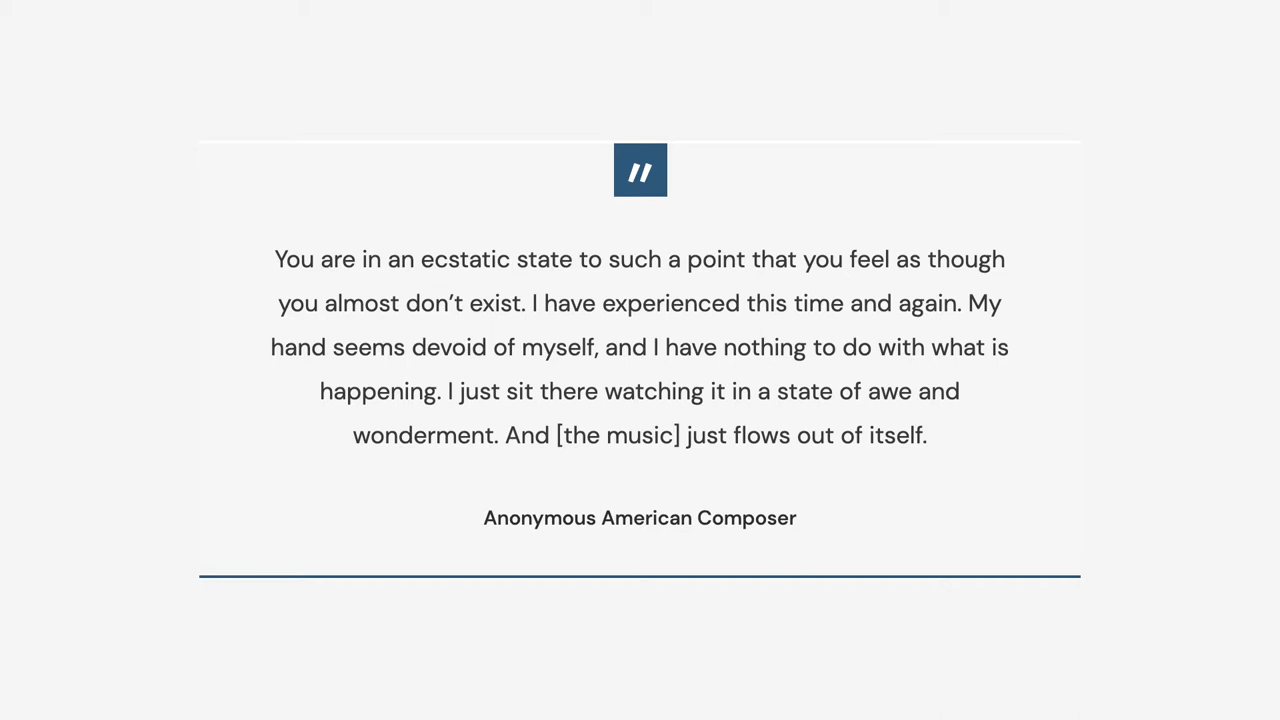 "
You are in an ecstatic state to such a point that you feel as though
you almost don’t exist. I have experienced this time and again. My
hand seems devoid of myself, and I have nothing to do with what is
happening. I just sit there watching it in a state of awe and
wonderment. And [the music] just flows out of itself.
Anonymous American Composer